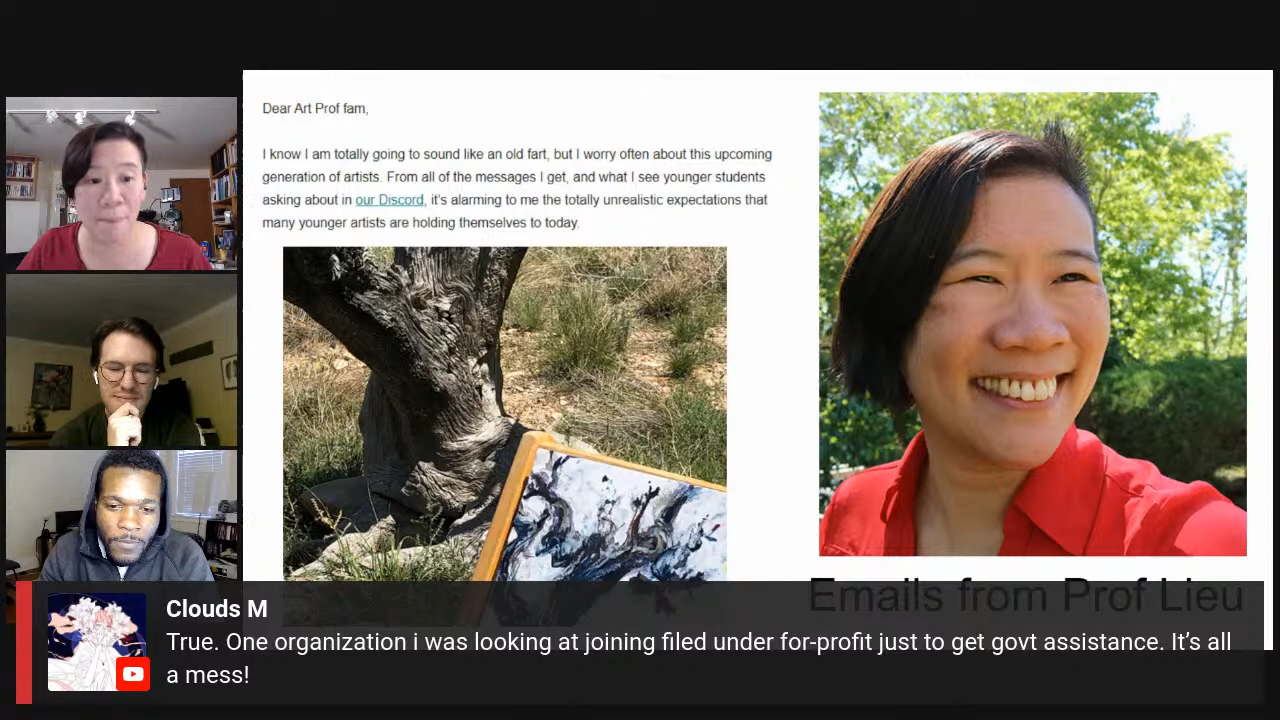 Dear Art Prof fam,
I know I am totally going to sound like an old fart, but I worry often about this upcoming
generation of artists. From all of the messages I get, and what I see younger students
asking about in our Discord, it's alarming to me the totally unrealistic expectations that
many younger artists are holding themselves to today.
Emails from Prof Lieu
Clouds M
True. One organization i was looking at joining filed under for-profit just to get govt assistance. It’s all
a mess!